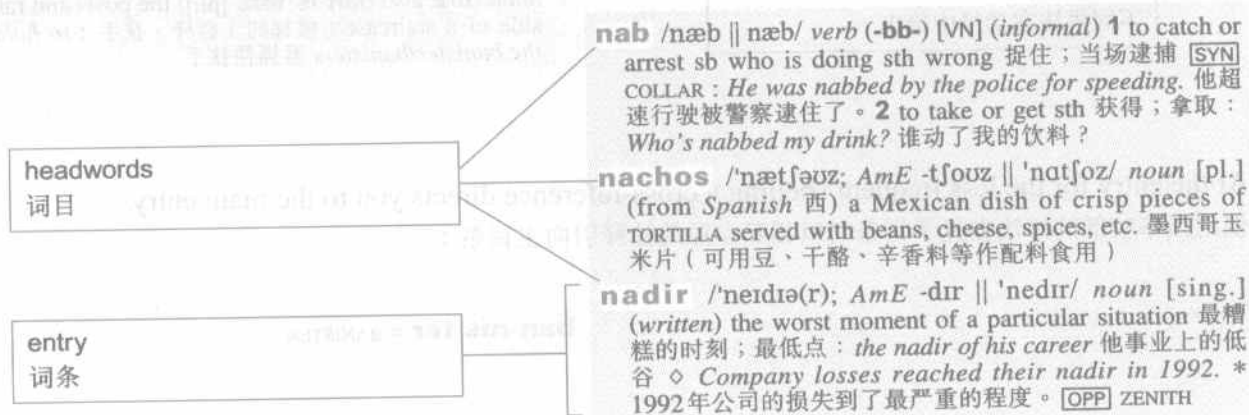 headwords
词目
entry
词条
nab /næb || næb/ verb (-bb-) [VN] (informal) 1 to catch or
arrest sb who is doing sth wrong 捉住；当场逮捕 SYN
COLLAR : He was nabbed by the police for speeding. 他超
速行驶被警察逮住了。2 to take or get sth 获得；拿取：
Who's nabbed my drink? 谁动了我的饮料？
nachos /ˈnætʃəʊz; AmE -tʃoʊz || ˈnɑtʃoz/ noun [pl.]
(from Spanish 西) a Mexican dish of crisp pieces of
TORTILLA served with beans, cheese, spices, etc. 墨西哥玉
米片（可用豆、干酪、辛香料等作配料食用）
nadir /ˈneɪdɪə(r); AmE -dɪr || ˈnedɪr/ noun [sing.]
(written) the worst moment of a particular situation 最糟
糕的时刻；最低点：the nadir of his career 他事业上的低
谷 ◇ Company losses reached their nadir in 1992. *
1992年公司的损失到了最严重的程度。OPP ZENITH